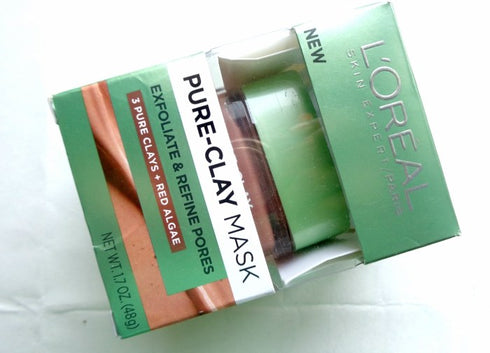 NEW
L'ORÉAL
SKIN EXPERT / PARIS
PURE-CLAY MASK
EXFOLIATE & REFINE PORES
3 PURE CLAYS + RED ALGAE
NET WT. 1.7 OZ. (48g)